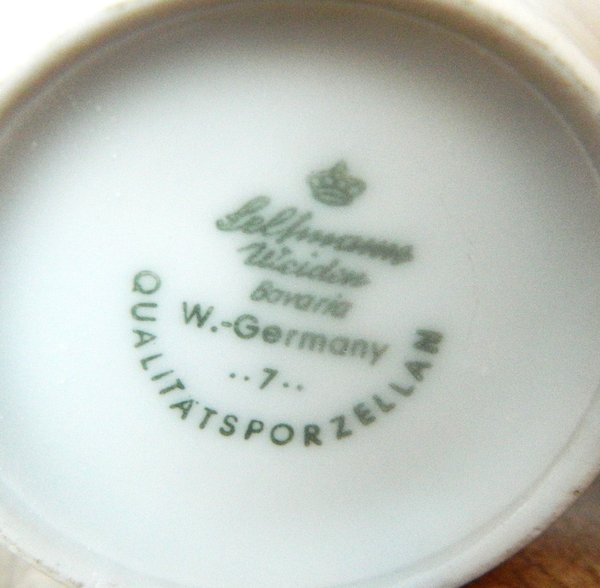 Seltmann
Weiden
Bavaria
W.-Germany
··7··
QUALITÄTSPORZELLAN